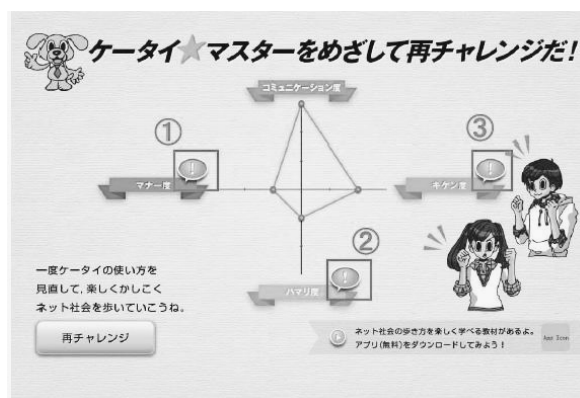 ケータイ★マスターをめざして再チャレンジだ!
コミュニケーション度
①
③
!
!
マナー度
キケン度
②
!
ハマリ度
一度ケータイの使い方を
見直して,楽しくかしこく
ネット社会を歩いていこうね。
再チャレンジ
ネット社会の歩き方を楽しく学べる教材があるよ。
アプリ(無料)をダウンロードしてみよう!